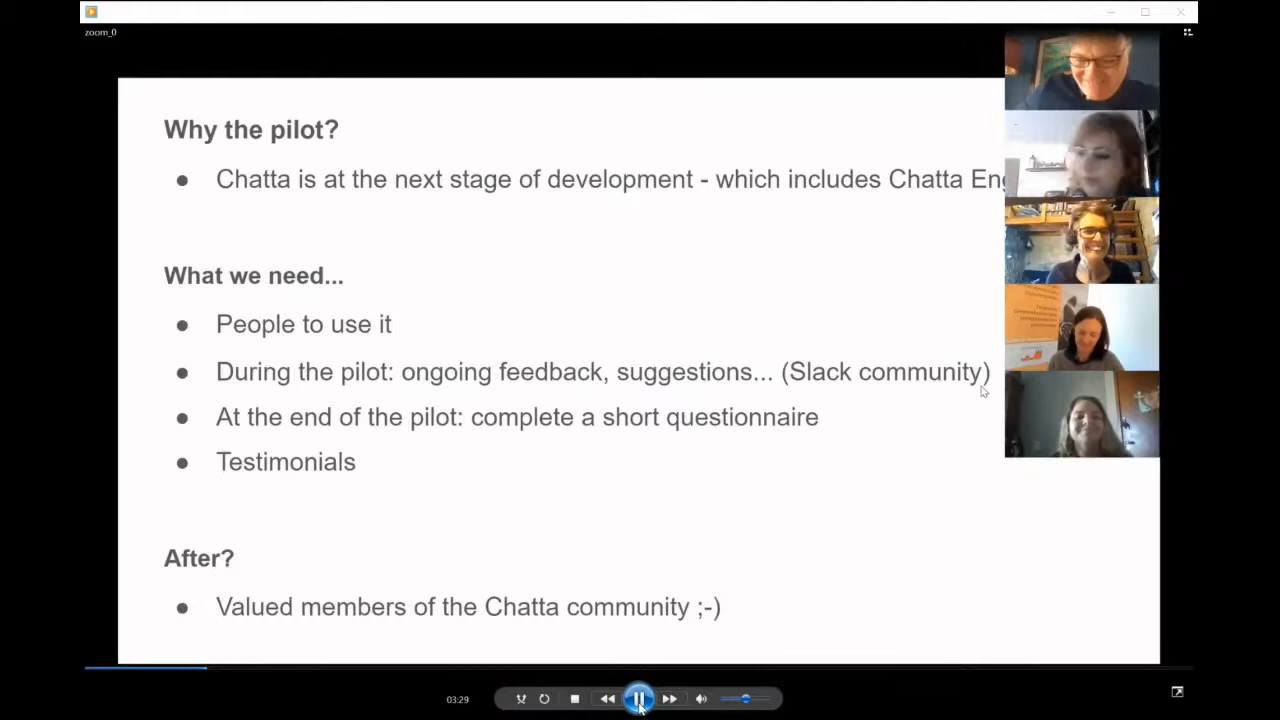 zoom_0
Why the pilot?
● Chatta is at the next stage of development - which includes Chatta
What we need...
● People to use it
● During the pilot: ongoing feedback, suggestions... (Slack community)
● At the end of the pilot: complete a short questionnaire
● Testimonials
After?
● Valued members of the Chatta community ;-)
03:29